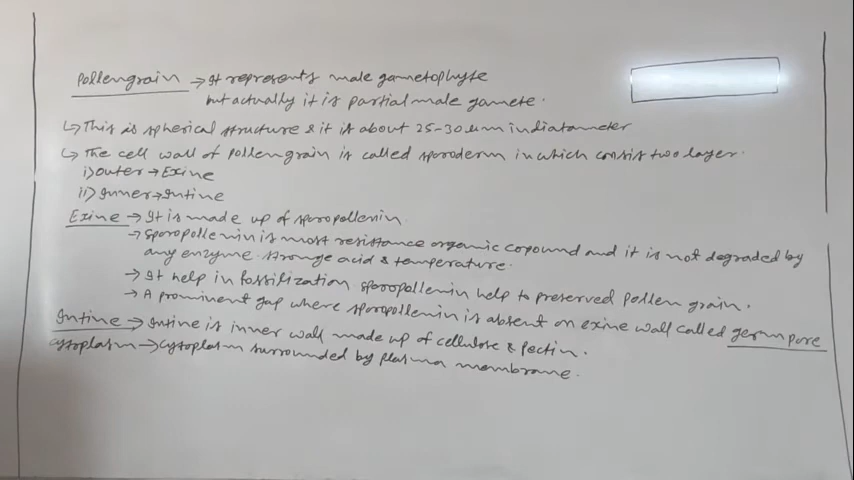 Pollengrain → It represents male gametophyte
but actually it is partial male gamete.
↳ This is spherical structure & it is about 25-30 μm in diatameter
↳ The cell wall of pollengrain is called sporoderm in which consist two layer.
i) outer → Exine
ii) Inner → Intine
Exine → It is made up of sporopollenin.
→ sporopollenin is most resistance organic copound and it is not degraded by
any enzyme stronge acid & temperature.
→ It help in fossilization sporopollenin help to preserved pollen grain.
→ A prominent gap where sporopollenin is absent on exine wall called germpore
Intine → Intine is inner wall made up of cellulose & pectin.
cytoplasm → cytoplasm surrounded by plasma membrane.